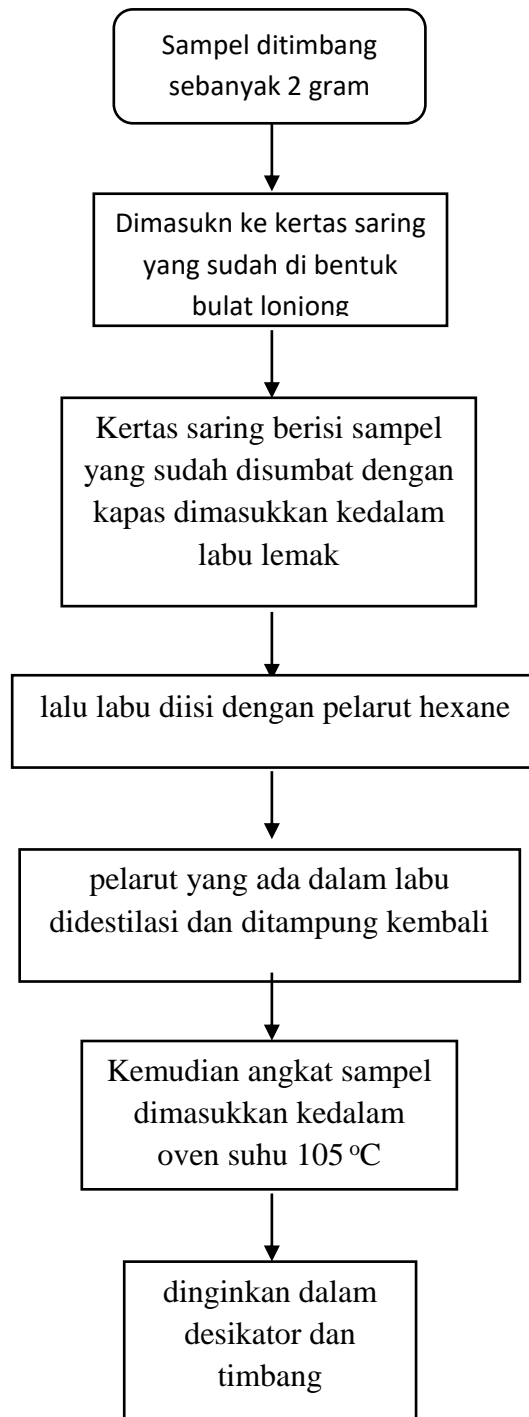 Sampel ditimbang
sebanyak 2 gram
Dimasukn ke kertas saring
yang sudah di bentuk
bulat lonjong
Kertas saring berisi sampel
yang sudah disumbat dengan
kapas dimasukkan kedalam
labu lemak
lalu labu diisi dengan pelarut hexane
pelarut yang ada dalam labu
didestilasi dan ditampung kembali
Kemudian angkat sampel
dimasukkan kedalam
oven suhu 105 ºC
dinginkan dalam
desikator dan
timbang